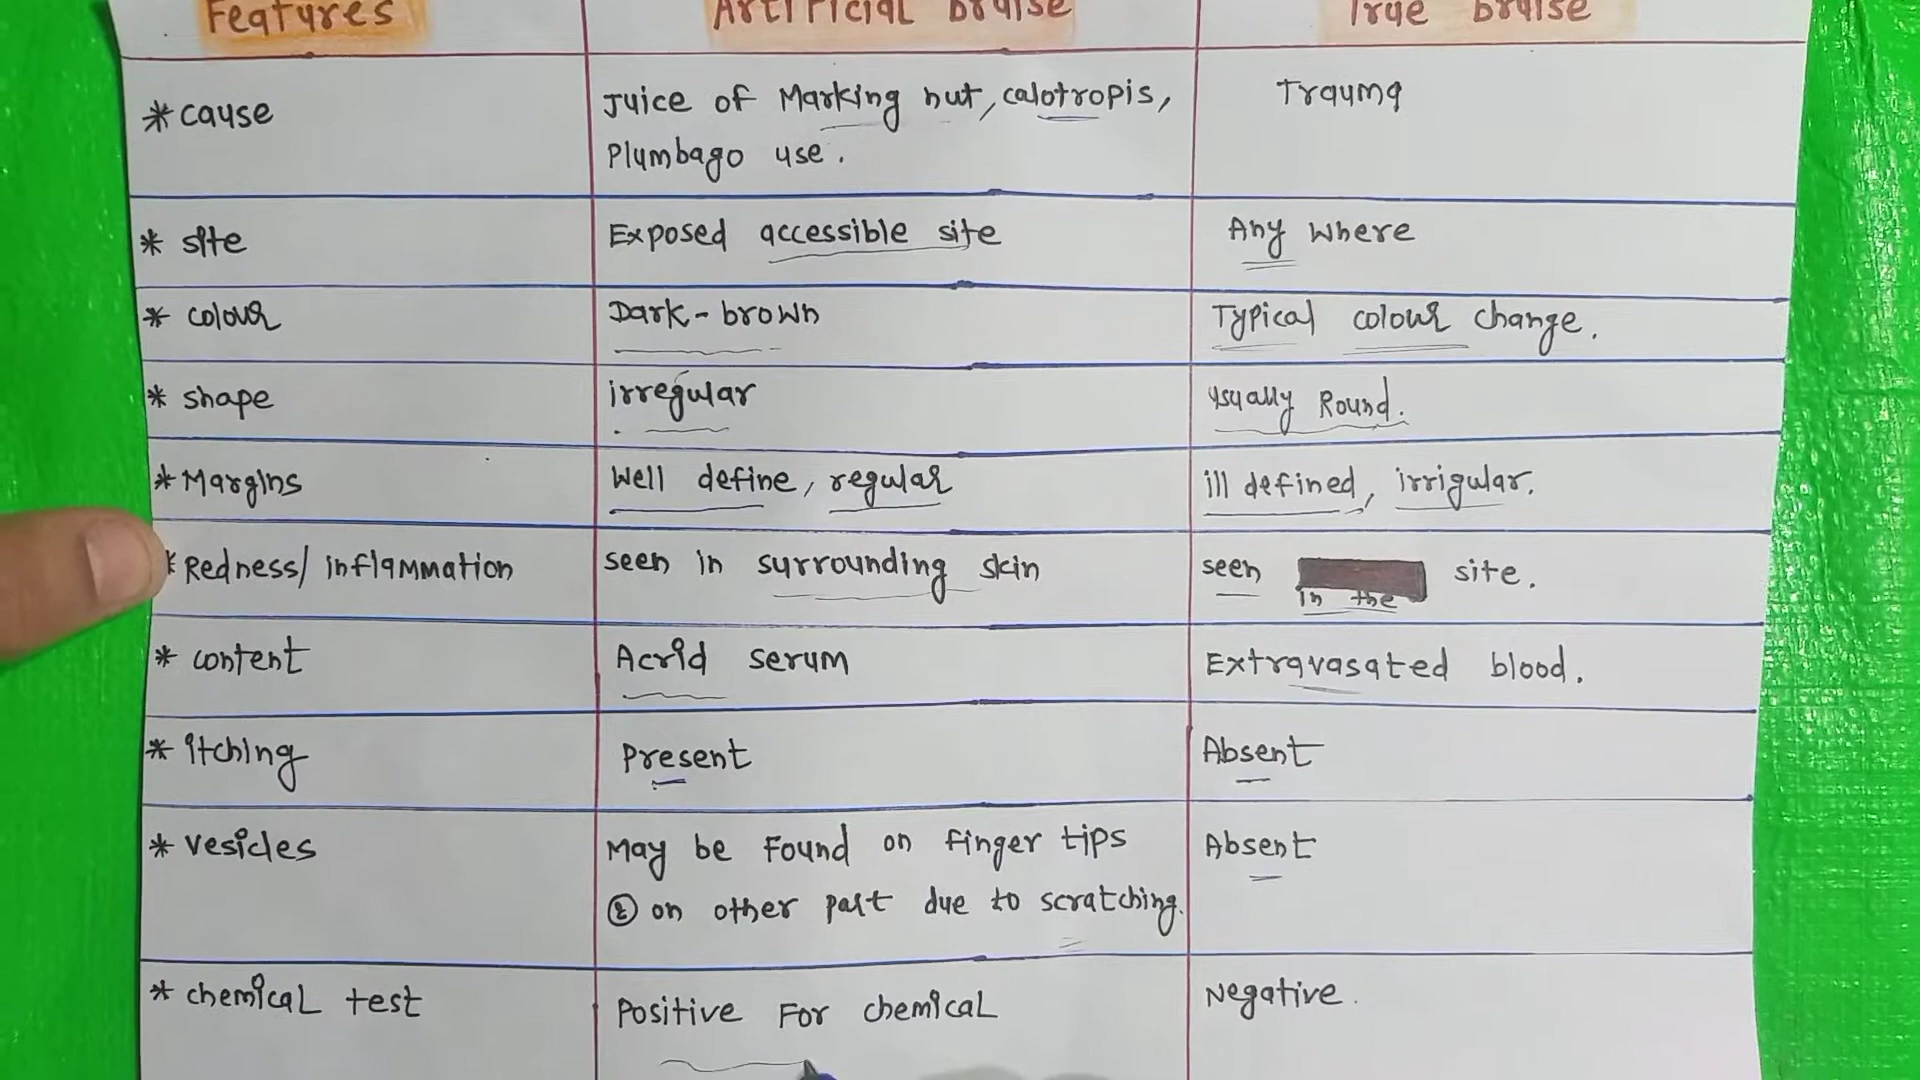 Features Artificial bruise True bruise
* cause Juice of Marking nut, calotropis, Trauma
Plumbago use.
* site Exposed accessible site Any where
* colour Dark-brown Typical colour change.
* shape irregular usually Round.
* Margins Well define, regular ill defined, irrigular.
* Redness/ inflammation seen in surrounding skin seen in the site.
* content Acrid serum Extravasated blood.
* itching Present Absent
* vesicles May be Found on finger tips Absent
& on other part due to scratching.
* chemical test Positive For chemical Negative.